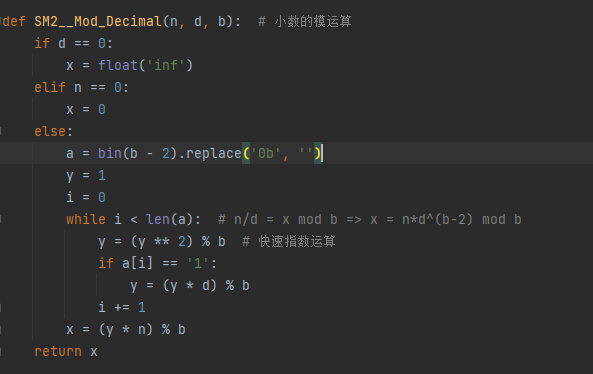 def SM2__Mod_Decimal(n, d, b):  # 小数的模运算
    if d == 0:
        x = float('inf')
    elif n == 0:
        x = 0
    else:
        a = bin(b - 2).replace('0b', '')
        y = 1
        i = 0
        while i < len(a):  # n/d = x mod b => x = n*d^(b-2) mod b
            y = (y ** 2) % b  # 快速指数运算
            if a[i] == '1':
                y = (y * d) % b
            i += 1
        x = (y * n) % b
    return x